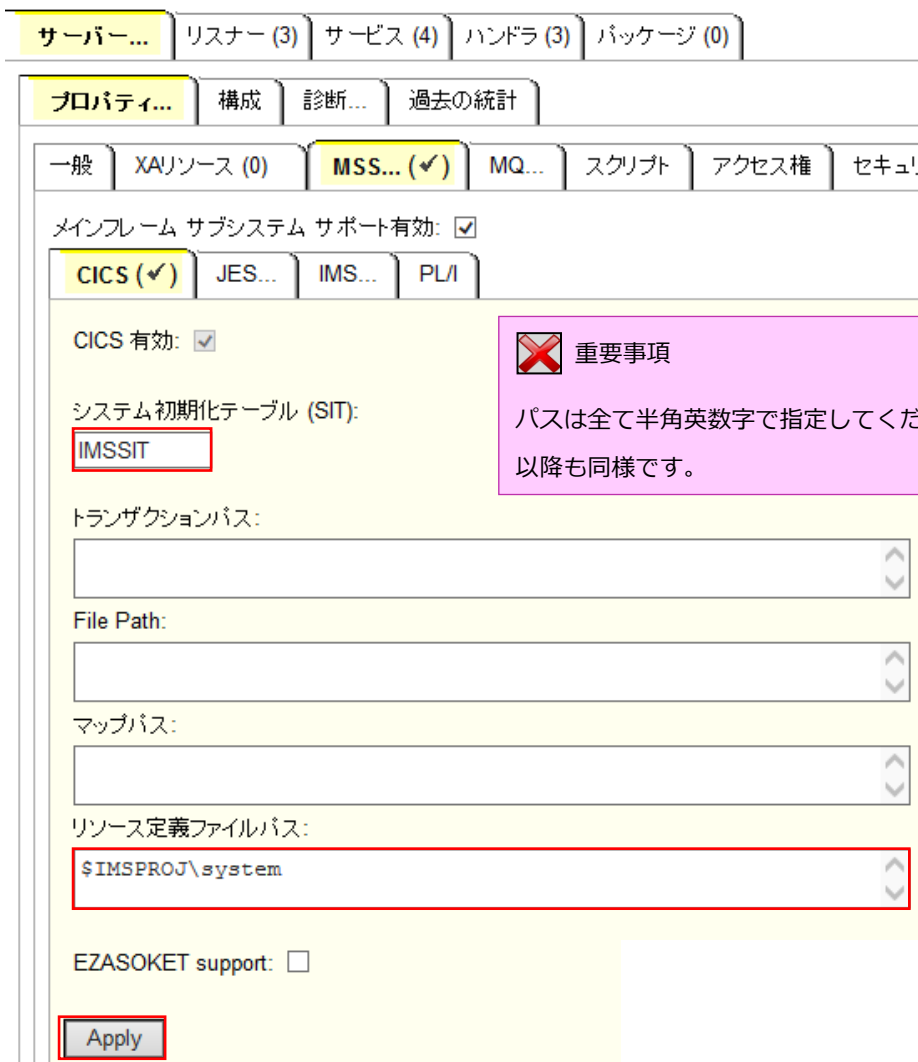 サーバー... リスナー (3) サービス (4) ハンドラ (3) パッケージ (0)
プロパティ... 構成 診断... 過去の統計
一般 XAリソース (0) MSS... (✔) MQ... スクリプト アクセス権 セキュリ
メインフレーム サブシステム サポート有効:
CICS (✔) JES... IMS... PL/I
CICS 有効:
重要事項
システム初期化テーブル (SIT):
パスは全て半角英数字で指定してくだ
IMSSIT
以降も同様です。
トランザクションパス:
File Path:
マップパス:
リソース定義ファイルパス:
$IMSPROJ\system
EZASOKET support:
Apply